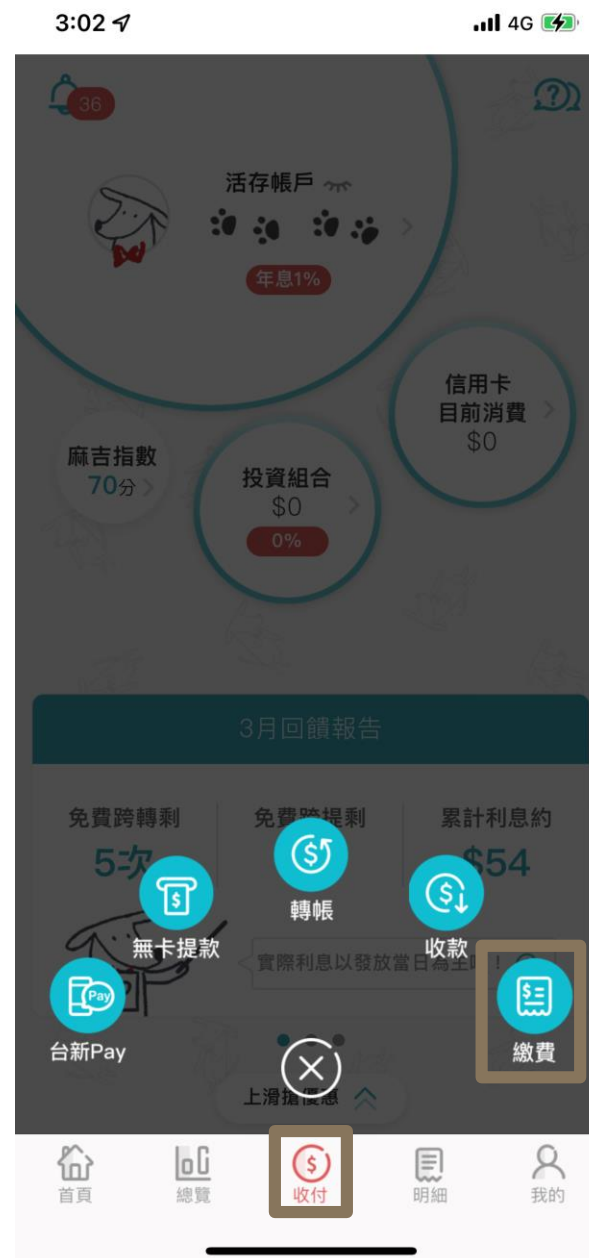 3:02
4G
36
活存帳戶
年息1%
信用卡
目前消費
$0
麻吉指數
70分
投資組合
$0
0%
3月回饋報告
免費跨轉剩
免費跨提剩
累計利息約
5次
$54
轉帳
無卡提款
收款
實際利息以發放當日為主
Pay
台新Pay
繳費
上滑搶優惠
首頁
總覽
收付
明細
我的